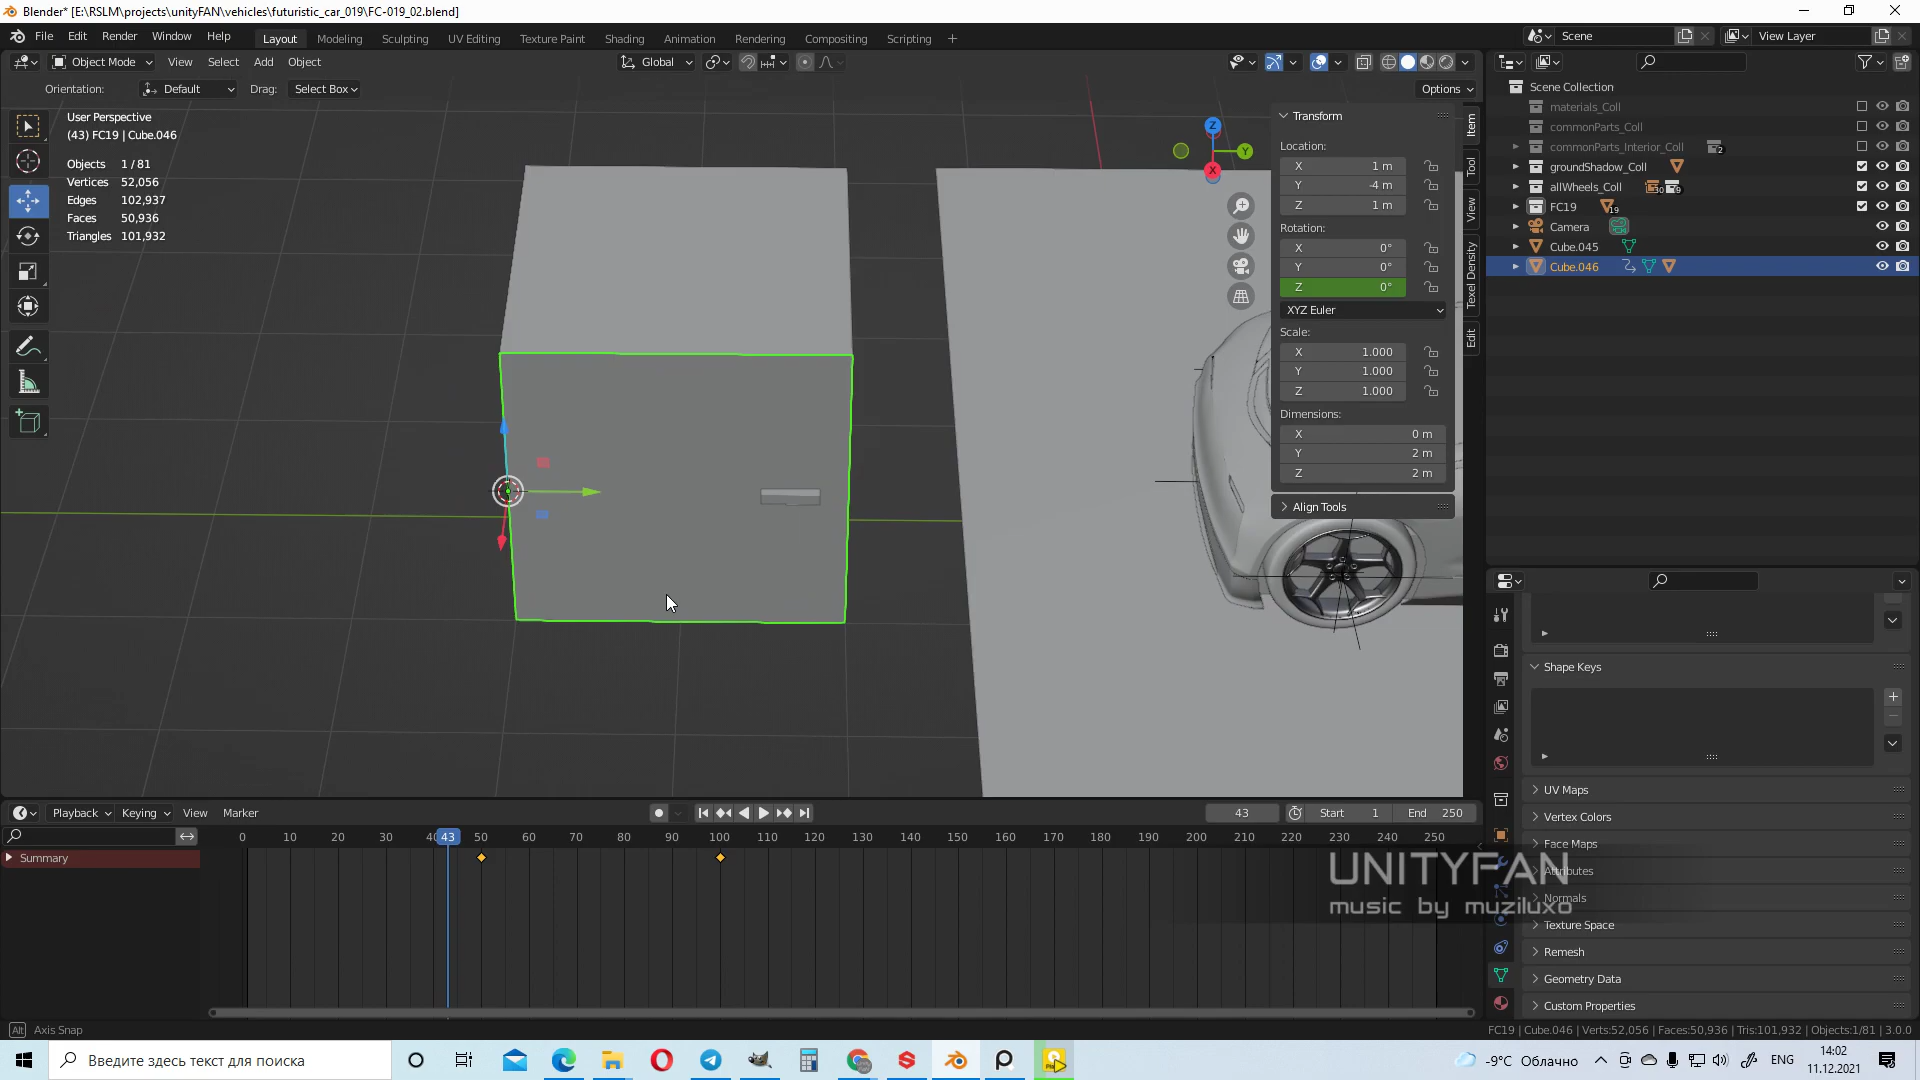 Blender* [E:\RSLM\projects\unityFAN\vehicles\futuristic_car_019\FC-019_02.blend]
File Edit Render Window Help Layout Modeling Sculpting UV Editing Texture Paint Shading Animation Rendering Compositing Scripting Scene View Layer
Object Mode View Select Add Object Global
Orientation: Default Drag: Select Box Options
User Perspective
(43) FC19 | Cube.046
Objects 1 / 81
Vertices 52,056
Edges 102,937
Faces 50,936
Triangles 101,932
Z
Y
X
Transform
Location:
X 1 m
Y -4 m
Z 1 m
Rotation:
X 0°
Y 0°
Z 0°
XYZ Euler
Scale:
X 1.000
Y 1.000
Z 1.000
Dimensions:
X 0 m
Y 2 m
Z 2 m
Align Tools
Item
Tool
View
Texel Density
Edit
Scene Collection
materials_Coll
commonParts_Coll
commonParts_Interior_Coll 2
groundShadow_Coll
allWheels_Coll 30 9
FC19 19
Camera
Cube.045
Cube.046
Shape Keys
UV Maps
Vertex Colors
Face Maps
Attributes
Normals
Texture Space
Remesh
Geometry Data
Custom Properties
Playback Keying View Marker 43 Start 1 End 250
0 10 20 30 40 43 50 60 70 80 90 100 110 120 130 140 150 160 170 180 190 200 210 220 230 240 250
Summary
UNITYFAN
music by muziluxo
Alt Axis Snap
FC19 | Cube.046 | Verts:52,056 | Faces:50,936 | Tris:101,932 | Objects:1/81 | 3.0.0
Введите здесь текст для поиска
-9°C Облачно
ENG
14:02
11.12.2021